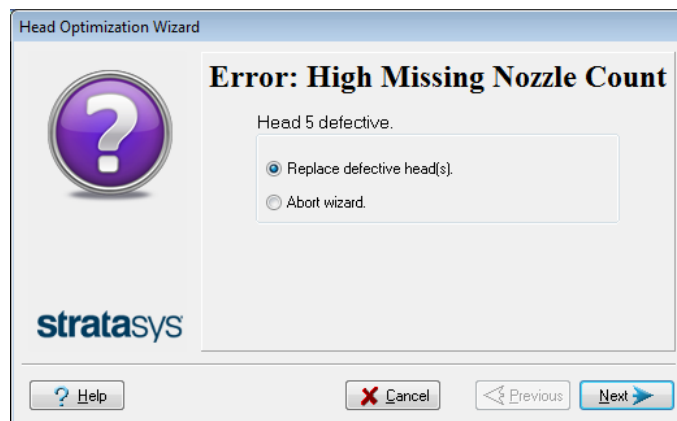 Head Optimization Wizard
Error: High Missing Nozzle Count
Head 5 defective.
Replace defective head(s).
Abort wizard.
stratasys
? Help
Cancel
Previous
Next